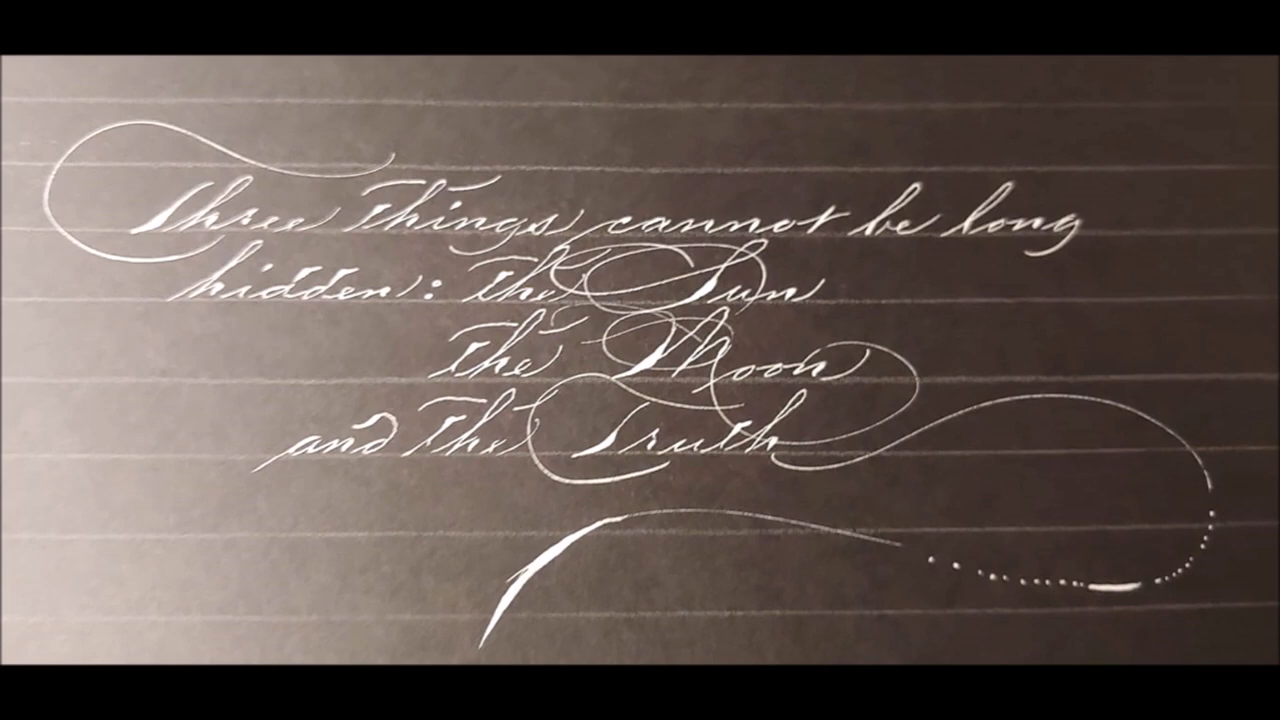 Three things cannot be long
hidden: the Sun
the Moon
and the Truth